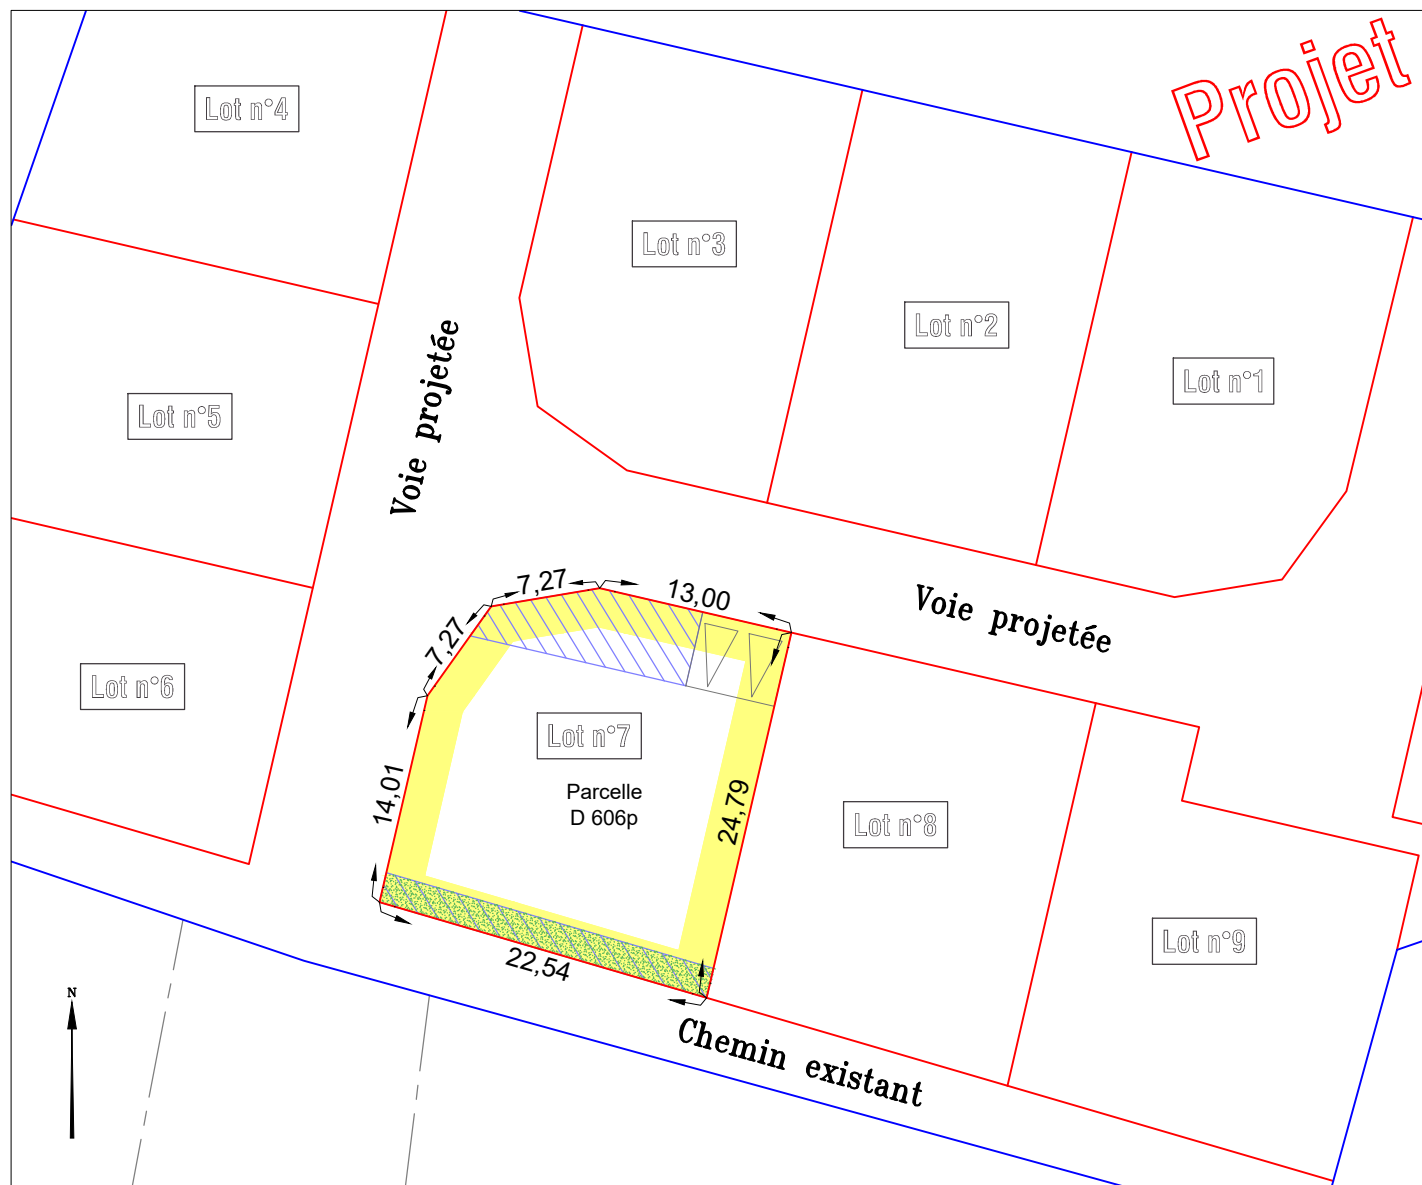 Projet
Lot n°4
Lot n°3
Lot n°2
Lot n°1
Lot n°5
Voie projetée
Voie projetée
Lot n°6
7,27
13,00
7,27
Lot n°7
Parcelle
D 606p
14,01
24,79
Lot n°8
Lot n°9
22,54
Chemin existant
N